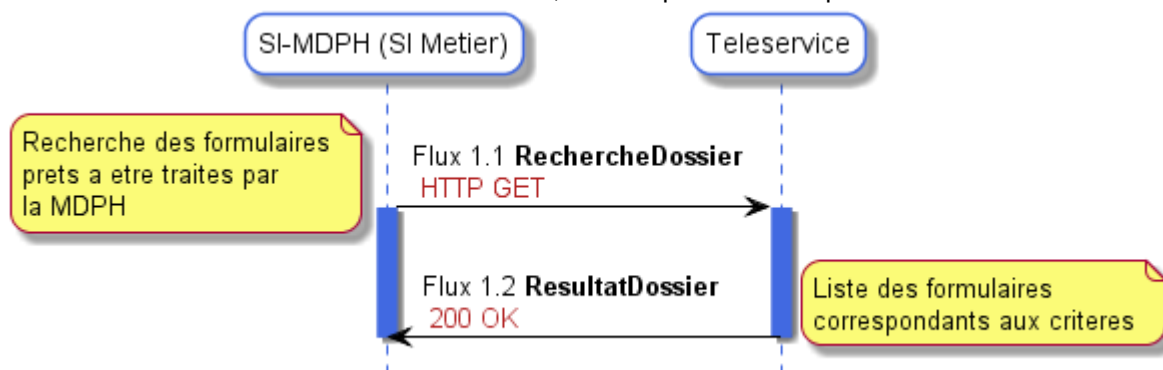 SI-MDPH (SI Metier)
Teleservice
Recherche des formulaires
prets a etre traites par
la MDPH
Flux 1.1 RechercheDossier
HTTP GET
Flux 1.2 ResultatDossier
200 OK
Liste des formulaires
correspondants aux criteres